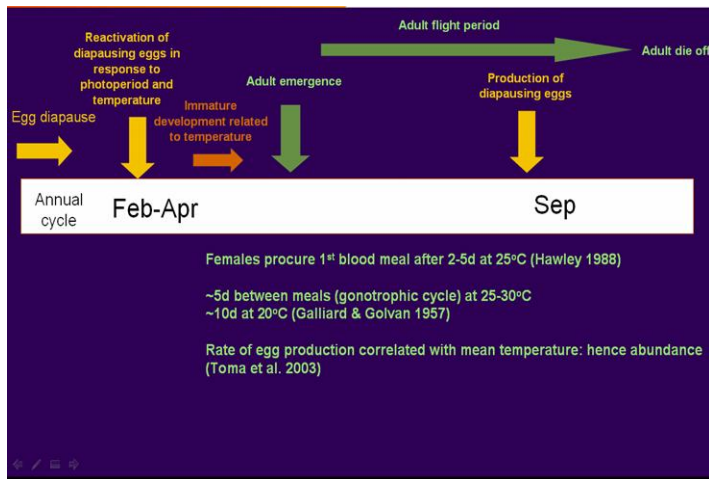 Adult flight period
Adult die off
Reactivation of
diapausing eggs in
response to
photoperiod and
temperature
Adult emergence
Production of
diapausing eggs
Egg diapause
Immature
development related
to temperature
Annual
cycle
Feb-Apr
Sep
Females procure 1st blood meal after 2-5d at 25oC (Hawley 1988)
~5d between meals (gonotrophic cycle) at 25-30oC
~10d at 20oC (Galliard & Golvan 1957)
Rate of egg production correlated with mean temperature: hence abundance
(Toma et al. 2003)